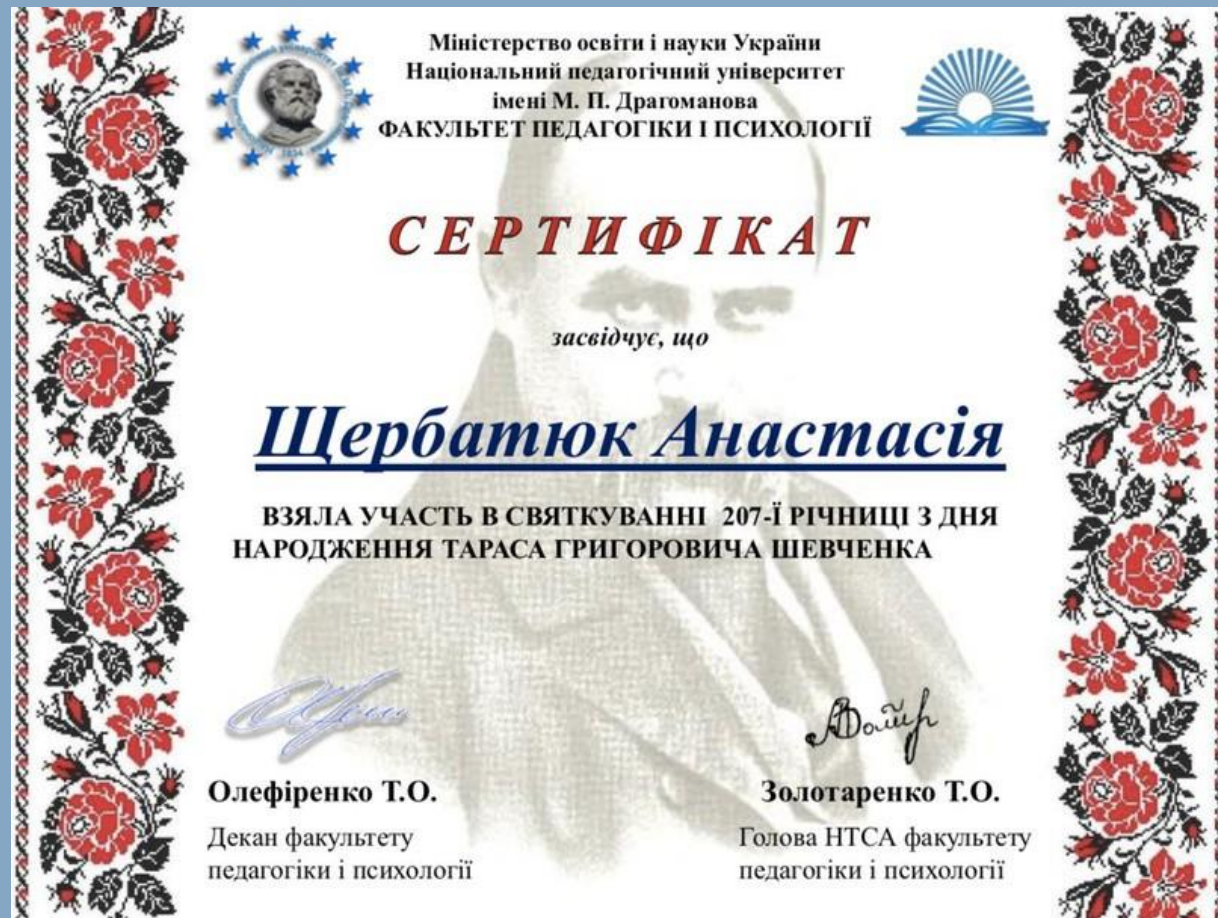 Міністерство освіти і науки України
Національний педагогічний університет
імені М. П. Драгоманова
ФАКУЛЬТЕТ ПЕДАГОГІКИ І ПСИХОЛОГІЇ
СЕРТИФІКАТ
засвідчує, що
Щербатюк Анастасія
ВЗЯЛА УЧАСТЬ В СВЯТКУВАННІ 207-Ї РІЧНИЦІ З ДНЯ
НАРОДЖЕННЯ ТАРАСА ГРИГОРОВИЧА ШЕВЧЕНКА
Олефіренко Т.О.
Декан факультету
педагогіки і психології
Золотаренко Т.О.
Голова НТСА факультету
педагогіки і психології